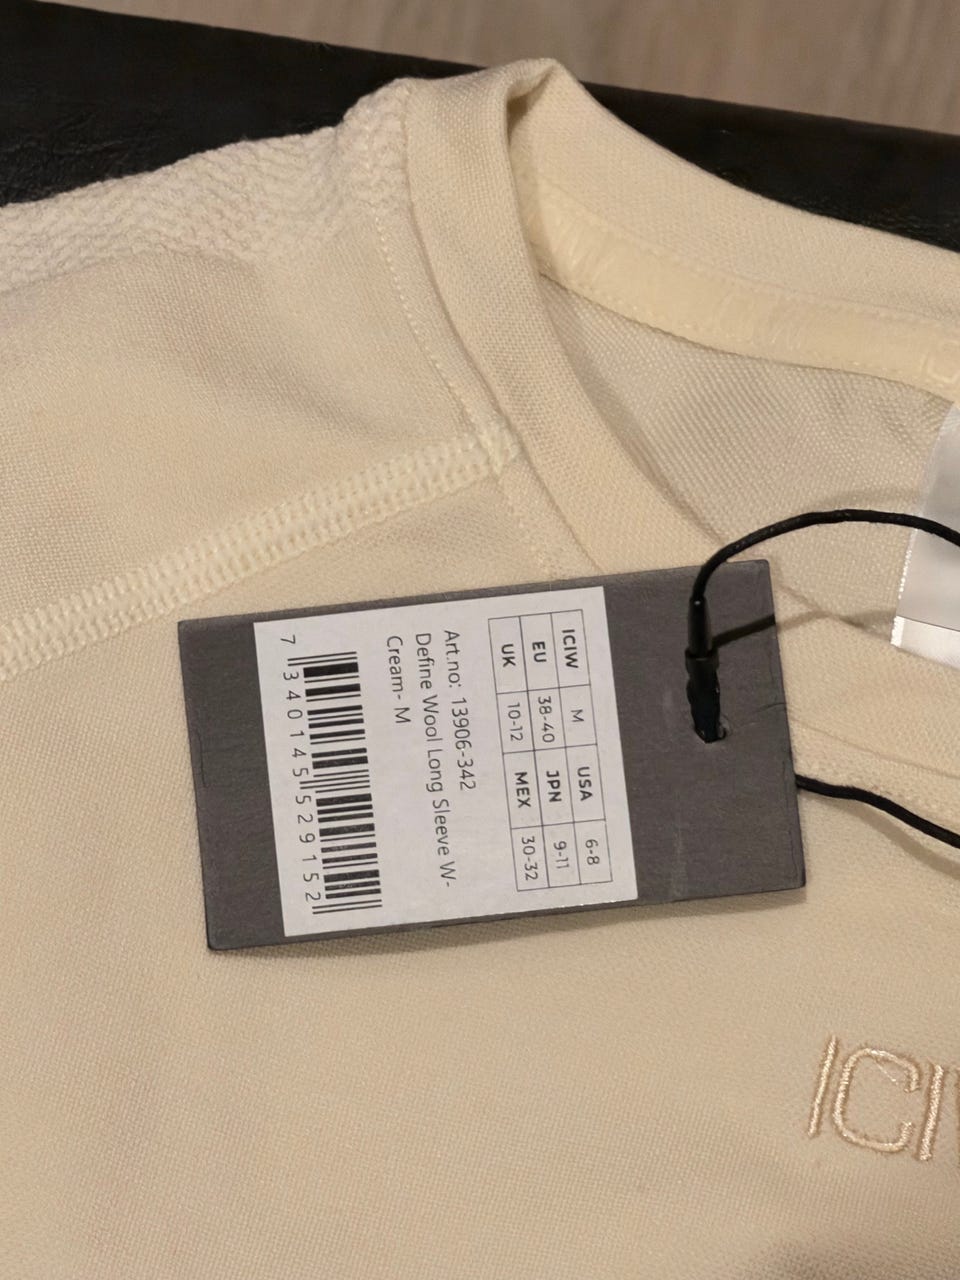 ICIW M USA 6-8
EU 38-40 JPN 9-11
UK 10-12 MEX 30-32
Art.no: 13906-342
Define Wool Long Sleeve W-
Cream- M
7 340145 529152
ICI